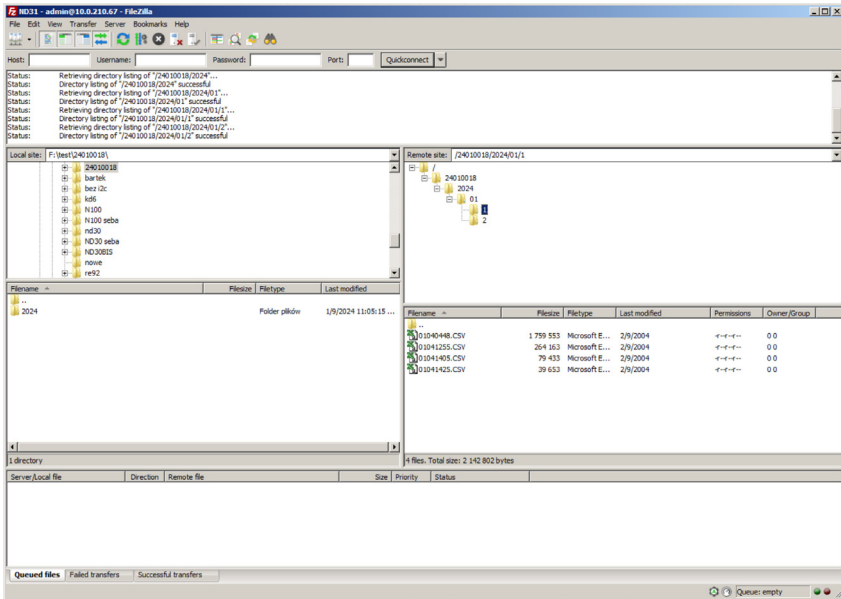 ND31 - admin@10.0.210.67 - FileZilla
File Edit View Transfer Server Bookmarks Help
Host: Username: Password: Port: Quickconnect
Status: Retrieving directory listing of "/24010018/2024"...
Status: Directory listing of "/24010018/2024" successful
Status: Retrieving directory listing of "/24010018/2024/01"...
Status: Directory listing of "/24010018/2024/01" successful
Status: Retrieving directory listing of "/24010018/2024/01/1"...
Status: Directory listing of "/24010018/2024/01/1" successful
Status: Retrieving directory listing of "/24010018/2024/01/2"...
Status: Directory listing of "/24010018/2024/01/2" successful
Local site: F:\test\24010018\
24010018
bartek
bez i2c
kd6
N100
N100 seba
nd30
ND30 seba
ND30BIS
nowe
re92
Filename Filesize Filetype Last modified
..
2024 Folder plików 1/9/2024 11:05:15 ...
1 directory
Remote site: /24010018/2024/01/1
/
24010018
2024
01
1
2
Filename Filesize Filetype Last modified Permissions Owner/Group
..
01040448.CSV 1 759 553 Microsoft E... 2/9/2004 -r--r--r-- 0 0
01041255.CSV 264 163 Microsoft E... 2/9/2004 -r--r--r-- 0 0
01041405.CSV 79 433 Microsoft E... 2/9/2004 -r--r--r-- 0 0
01041425.CSV 39 653 Microsoft E... 2/9/2004 -r--r--r-- 0 0
4 files. Total size: 2 142 802 bytes
Server/Local file Direction Remote file Size Priority Status
Queued files Failed transfers Successful transfers
Queue: empty